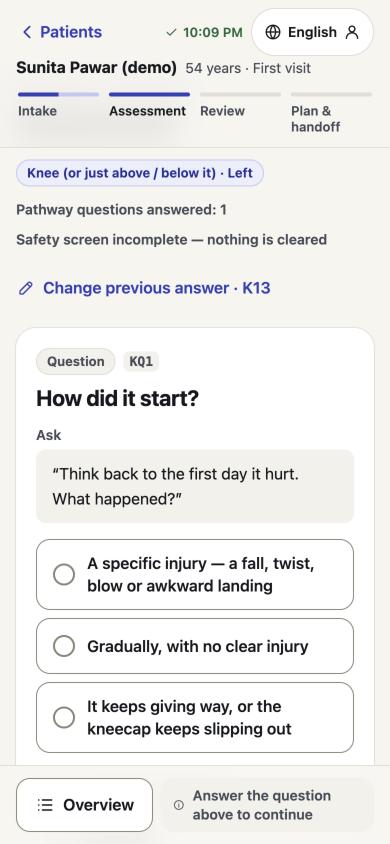 Patients
10:09 PM
English
Sunita Pawar (demo) 54 years · First visit
Intake
Assessment
Review
Plan &
handoff
Knee (or just above / below it) · Left
Pathway questions answered: 1
Safety screen incomplete — nothing is cleared
Change previous answer · K13
Question KQ1
How did it start?
Ask
“Think back to the first day it hurt.
What happened?”
A specific injury — a fall, twist,
blow or awkward landing
Gradually, with no clear injury
It keeps giving way, or the
kneecap keeps slipping out
Overview
Answer the question
above to continue